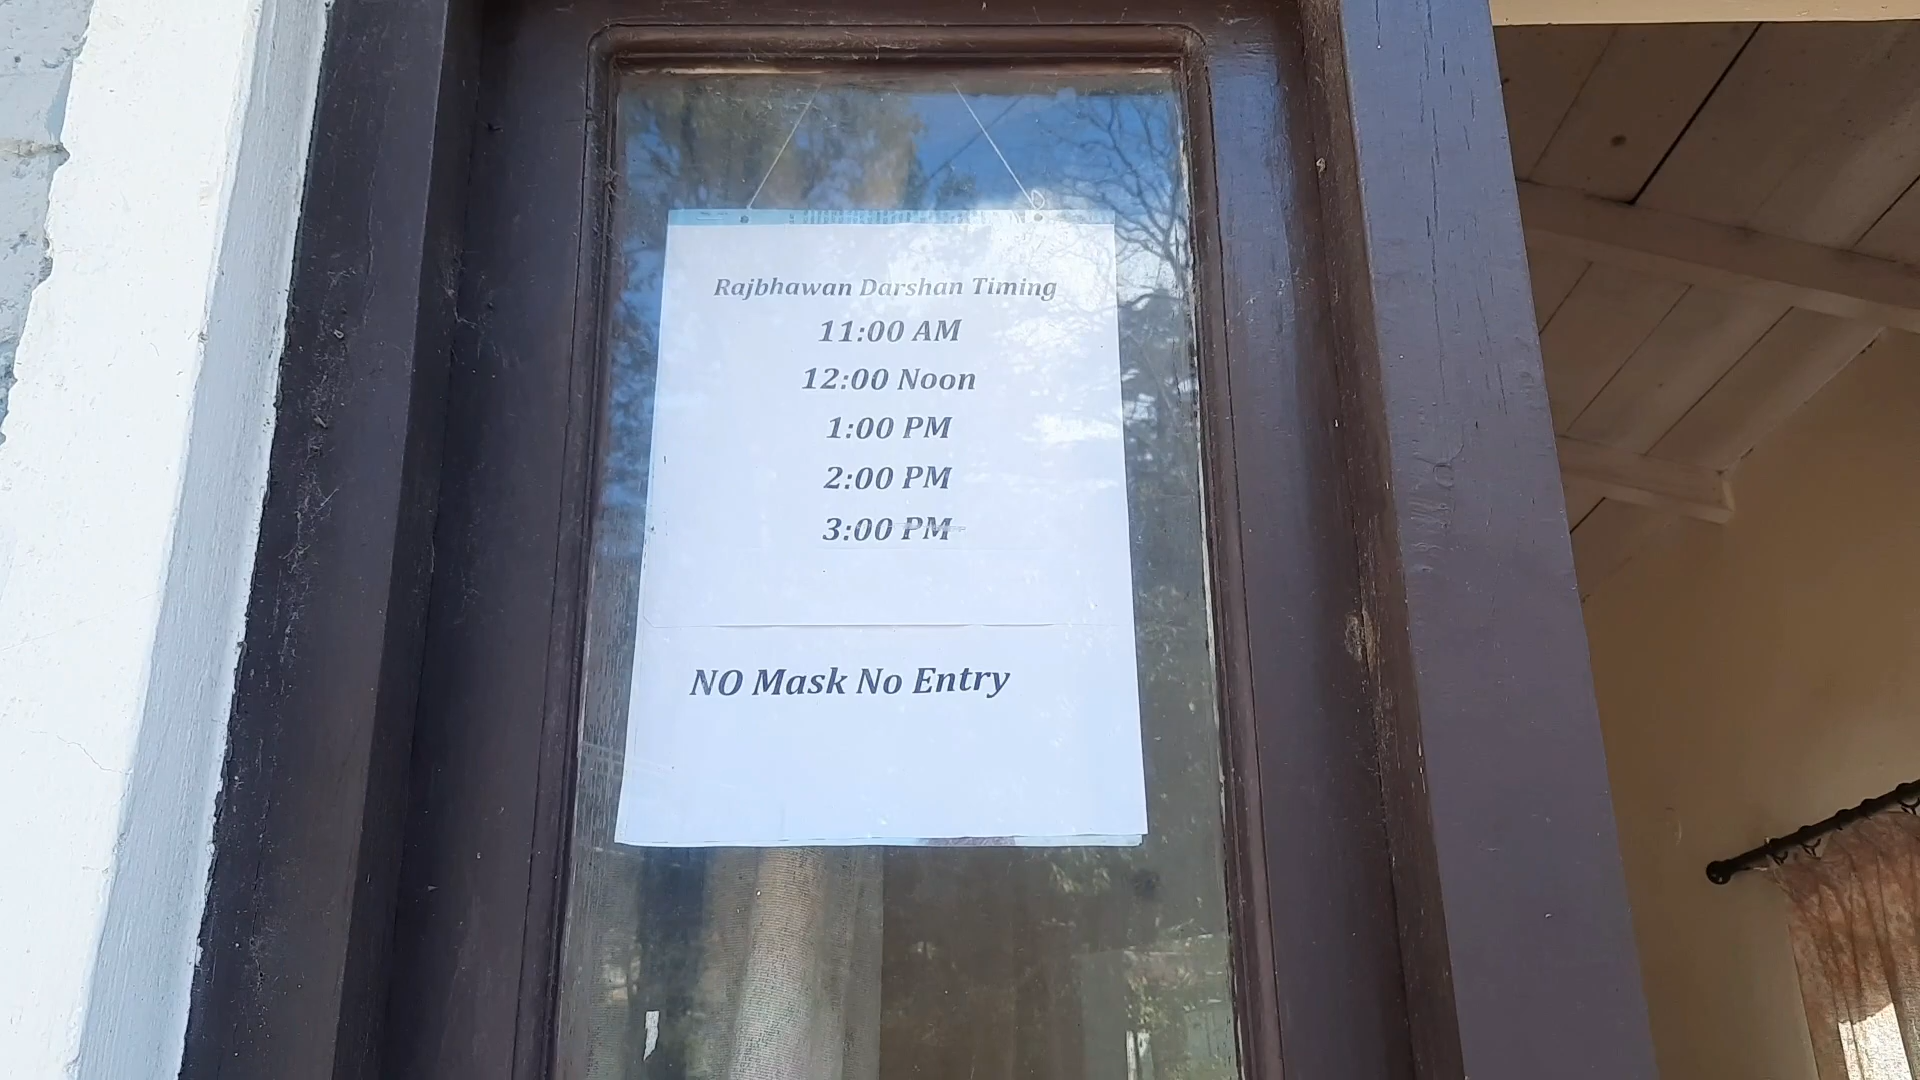 Rajbhawan Darshan Timing
11:00 AM
12:00 Noon
1:00 PM
2:00 PM
3:00 PM
NO Mask No Entry